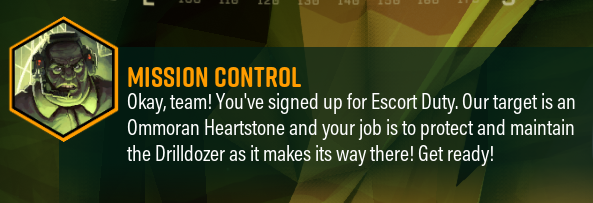 MISSION CONTROL
Okay, team! You've signed up for Escort Duty. Our target is an
Ommoran Heartstone and your job is to protect and maintain
the Drilldozer as it makes its way there! Get ready!